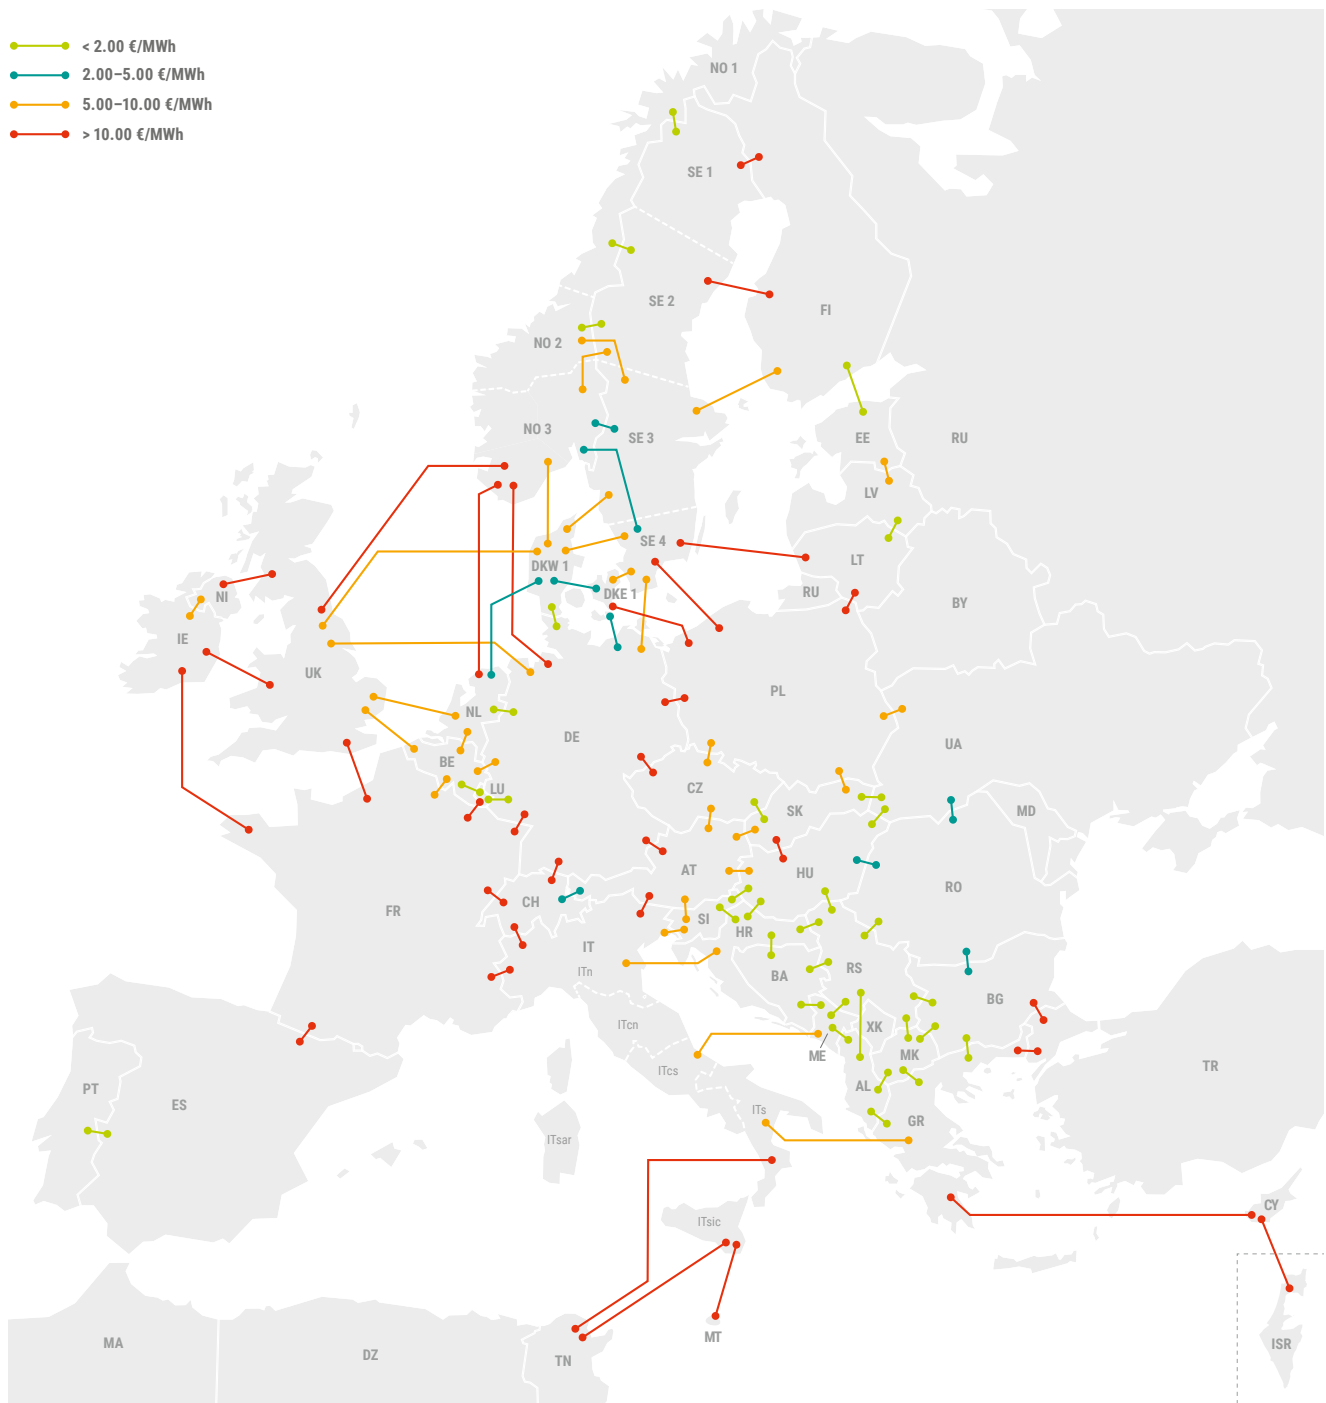 < 2.00 €/MWh
2.00–5.00 €/MWh
5.00–10.00 €/MWh
> 10.00 €/MWh
NO 1
SE 1
SE 2
FI
NO 2
NO 3
SE 3
EE
RU
LV
SE 4
LT
DKW 1
DKE 1
RU
BY
NI
IE
UK
NL
DE
PL
UA
BE
LU
CZ
SK
MD
AT
HU
RO
FR
CH
SI
HR
IT
ITn
BA
RS
BG
ITcn
XK
ME
MK
ITcs
TR
PT
ES
AL
ITs
GR
ITsar
CY
ITsic
MA
DZ
TN
MT
ISR